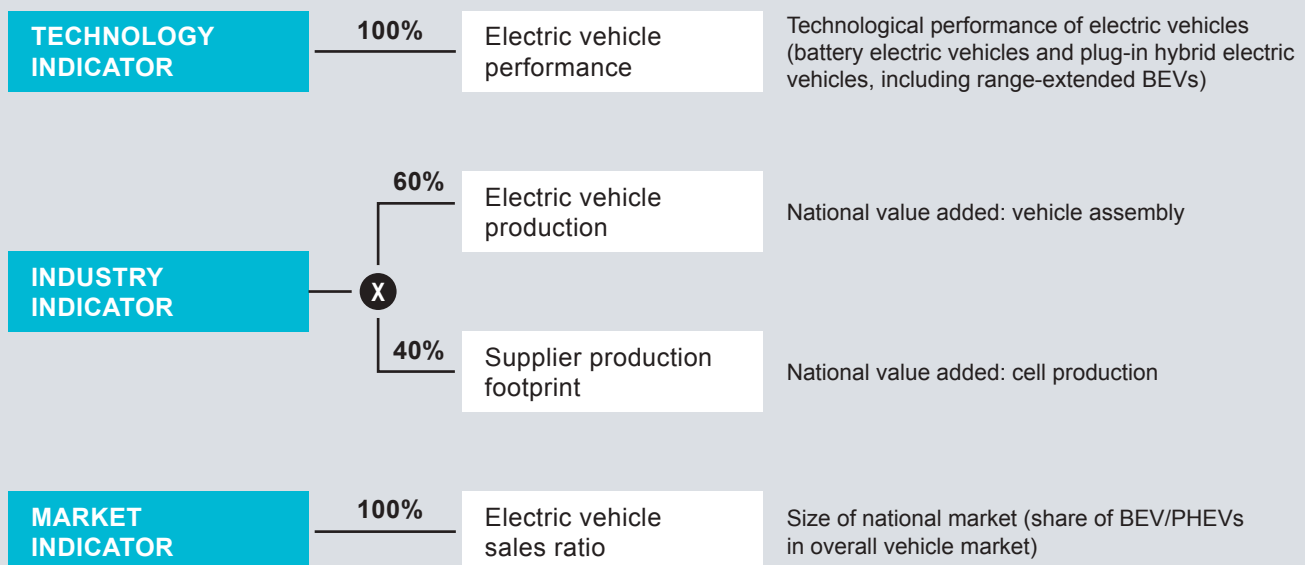 TECHNOLOGY
INDICATOR
100%
Electric vehicle
performance
Technological performance of electric vehicles
(battery electric vehicles and plug-in hybrid electric
vehicles, including range-extended BEVs)
INDUSTRY
INDICATOR
X
60%
Electric vehicle
production
National value added: vehicle assembly
40%
Supplier production
footprint
National value added: cell production
MARKET
INDICATOR
100%
Electric vehicle
sales ratio
Size of national market (share of BEV/PHEVs
in overall vehicle market)